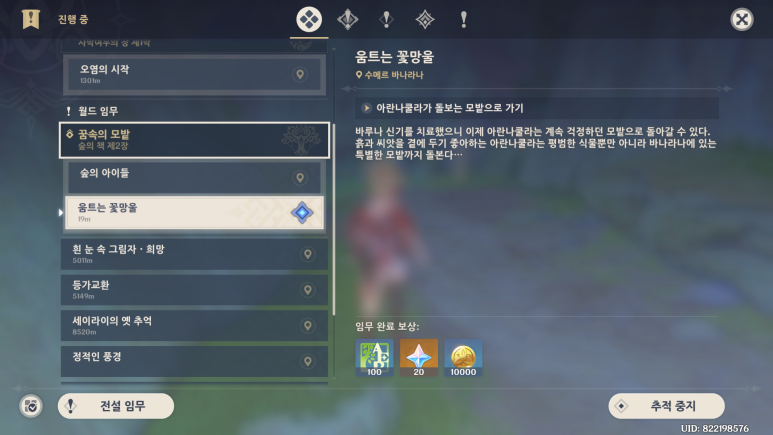 진행 중
오염의 시작
1301m
월드 임무
꿈속의 모밭
숲의 책 제2장
숲의 아이들
움트는 꽃망울
19m
흰 눈 속 그림자 · 희망
5011m
등가교환
5149m
세이라이의 옛 추억
8520m
정적인 풍경
전설 임무
움트는 꽃망울
수메르 바나라나
아란나쿨라가 돌보는 모밭으로 가기
바루나 신기를 치료했으니 이제 아란나쿨라는 계속 걱정하던 모밭으로 돌아갈 수 있다.
흙과 씨앗을 곁에 두기 좋아하는 아란나쿨라는 평범한 식물뿐만 아니라 바나라나에 있는
특별한 모밭까지 돌본다…
임무 완료 보상:
100
20
10000
추적 중지
UID: 822198576